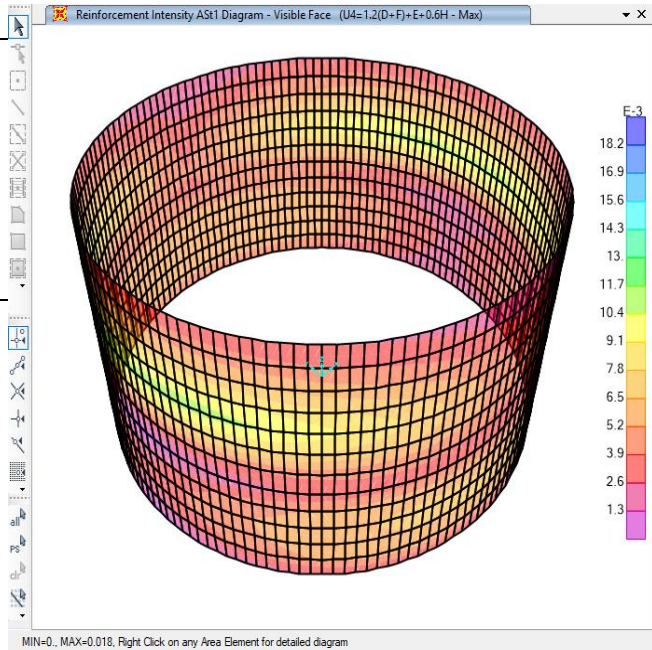 Reinforcement Intensity ASt1 Diagram - Visible Face (U4=1.2(D+F)+E+0.6H - Max)
E-3
18.2
16.9
15.6
14.3
13.
11.7
10.4
9.1
7.8
6.5
5.2
3.9
2.6
1.3
all
PS
clr
MIN=0., MAX=0.018, Right Click on any Area Element for detailed diagram